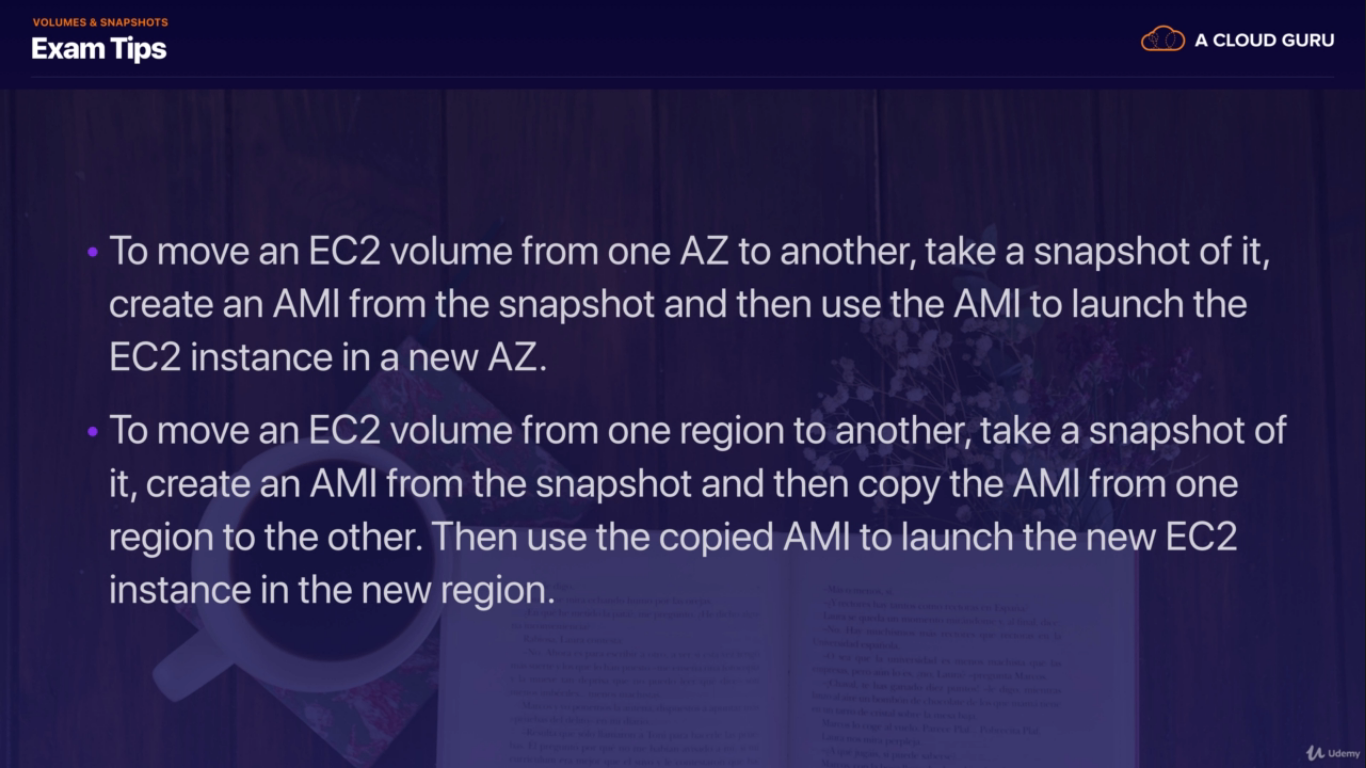 VOLUMES & SNAPSHOTS
Exam Tips
A CLOUD GURU
• To move an EC2 volume from one AZ to another, take a snapshot of it,
create an AMI from the snapshot and then use the AMI to launch the
EC2 instance in a new AZ.
• To move an EC2 volume from one region to another, take a snapshot of
it, create an AMI from the snapshot and then copy the AMI from one
region to the other. Then use the copied AMI to launch the new EC2
instance in the new region.
Udemy